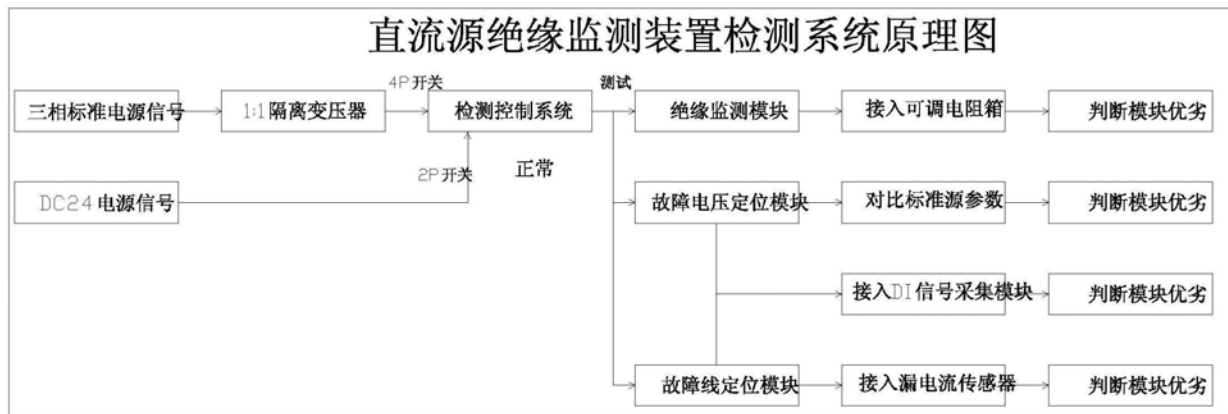 直流源绝缘监测装置检测系统原理图
4P开关
测试
三相标准电源信号
1:1隔离变压器
检测控制系统
绝缘监测模块
接入可调电阻箱
判断模块优劣
2P开关
正常
DC24电源信号
故障电压定位模块
对比标准源参数
判断模块优劣
接入DI信号采集模块
判断模块优劣
故障线定位模块
接入漏电流传感器
判断模块优劣